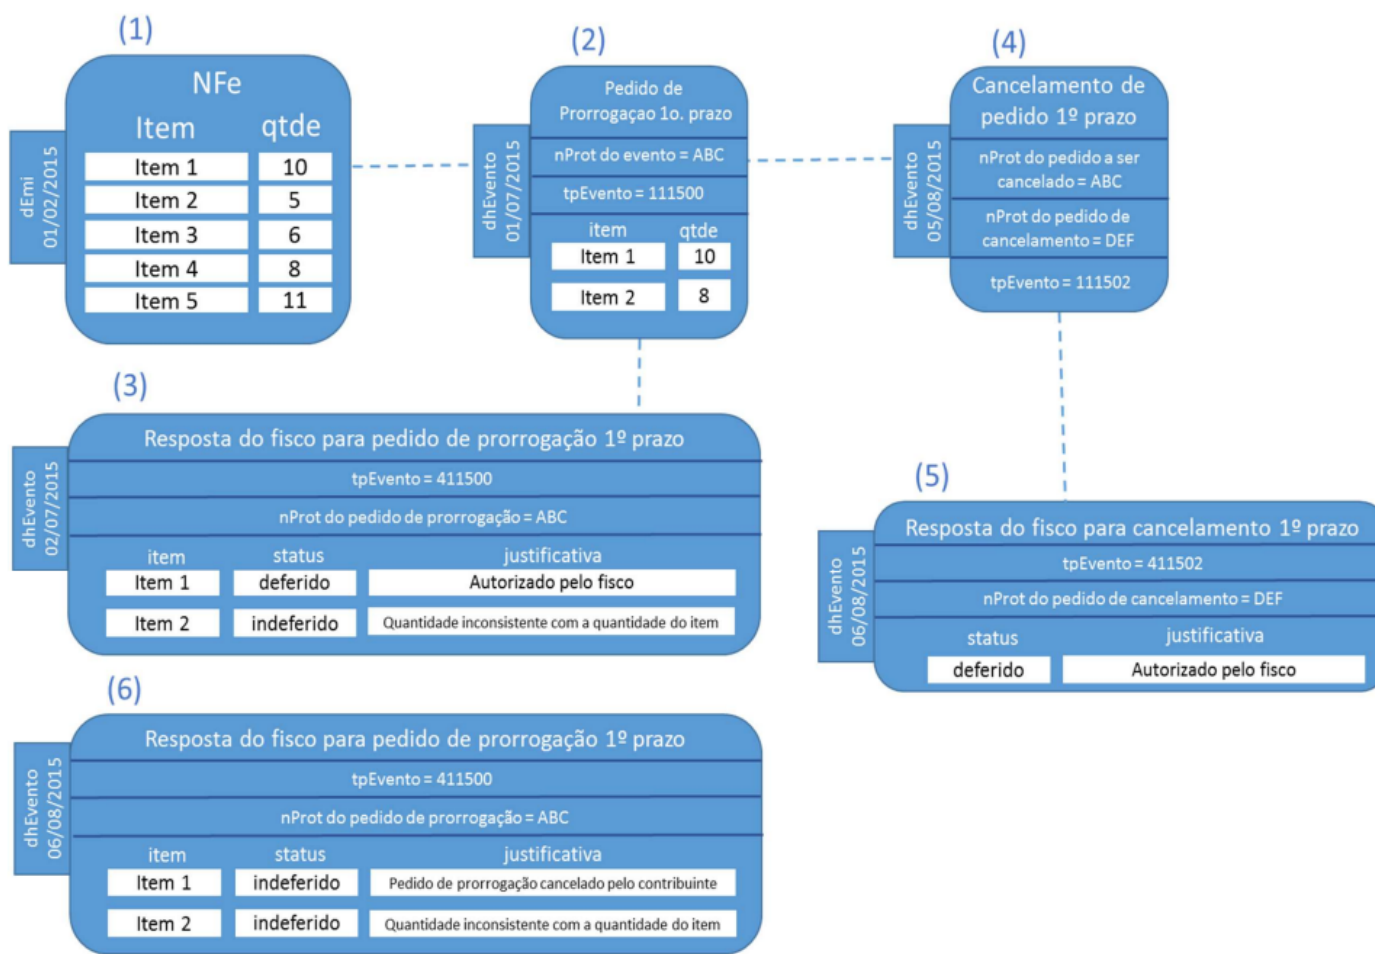 (1)
NFe
Item qtde
Item 1 10
Item 2 5
Item 3 6
Item 4 8
Item 5 11
dEmi
01/02/2015
(2)
Pedido de
Prorrogaçao 1o. prazo
nProt do evento = ABC
tpEvento = 111500
item qtde
Item 1 10
Item 2 8
dhEvento
01/07/2015
(4)
Cancelamento de
pedido 1º prazo
nProt do pedido a ser
cancelado = ABC
nProt do pedido de
cancelamento = DEF
tpEvento = 111502
dhEvento
05/08/2015
(3)
Resposta do fisco para pedido de prorrogação 1º prazo
tpEvento = 411500
nProt do pedido de prorrogação = ABC
item status justificativa
Item 1 deferido Autorizado pelo fisco
Item 2 indeferido Quantidade inconsistente com a quantidade do item
dhEvento
02/07/2015
(5)
Resposta do fisco para cancelamento 1º prazo
tpEvento = 411502
nProt do pedido de cancelamento = DEF
status justificativa
deferido Autorizado pelo fisco
dhEvento
06/08/2015
(6)
Resposta do fisco para pedido de prorrogação 1º prazo
tpEvento = 411500
nProt do pedido de prorrogação = ABC
item status justificativa
Item 1 indeferido Pedido de prorrogação cancelado pelo contribuinte
Item 2 indeferido Quantidade inconsistente com a quantidade do item
dhEvento
06/08/2015